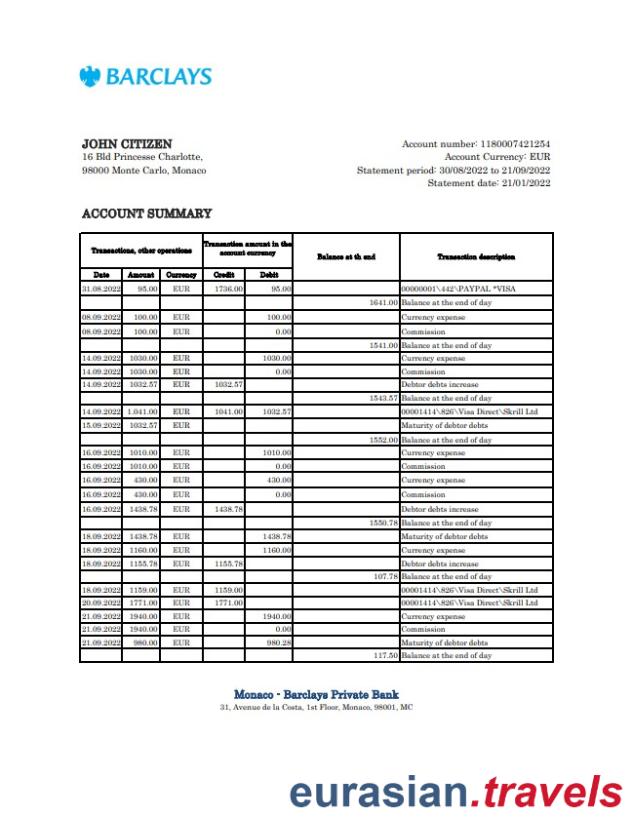 BARCLAYS
JOHN CITIZEN
16 Bld Princesse Charlotte,
98000 Monte Carlo, Monaco
Account number: 1180007421254
Account Currency: EUR
Statement period: 30/08/2022 to 21/09/2022
Statement date: 21/01/2022
ACCOUNT SUMMARY
Transactions, other operations Transaction amount in the account currency Balance at th end Transaction description
Date Amount Currency Credit Debit
31.08.2022 95.00 EUR 1736.00 95.00 00000001\442\PAYPAL *VISA
1641.00 Balance at the end of day
08.09.2022 100.00 EUR 100.00 Currency expense
08.09.2022 100.00 EUR 0.00 Commission
1541.00 Balance at the end of day
14.09.2022 1030.00 EUR 1030.00 Currency expense
14.09.2022 1030.00 EUR 0.00 Commission
14.09.2022 1032.57 EUR 1032.57 Debtor debts increase
1543.57 Balance at the end of day
14.09.2022 1.041.00 EUR 1041.00 1032.57 00001414\826\Visa Direct\Skrill Ltd
15.09.2022 1032.57 EUR Maturity of debtor debts
1552.00 Balance at the end of day
16.09.2022 1010.00 EUR 1010.00 Currency expense
16.09.2022 1010.00 EUR 0.00 Commission
16.09.2022 430.00 EUR 430.00 Currency expense
16.09.2022 430.00 EUR 0.00 Commission
16.09.2022 1438.78 EUR 1438.78 Debtor debts increase
1550.78 Balance at the end of day
18.09.2022 1438.78 EUR 1438.78 Maturity of debtor debts
18.09.2022 1160.00 EUR 1160.00 Currency expense
18.09.2022 1155.78 EUR 1155.78 Debtor debts increase
107.78 Balance at the end of day
18.09.2022 1159.00 EUR 1159.00 00001414\826\Visa Direct\Skrill Ltd
20.09.2022 1771.00 EUR 1771.00 00001414\826\Visa Direct\Skrill Ltd
21.09.2022 1940.00 EUR 1940.00 Currency expense
21.09.2022 1940.00 EUR 0.00 Commission
21.09.2022 980.00 EUR 980.28 Maturity of debtor debts
117.50 Balance at the end of day
Monaco - Barclays Private Bank
31, Avenue de la Costa, 1st Floor, Monaco, 98001, MC
eurasian.travels